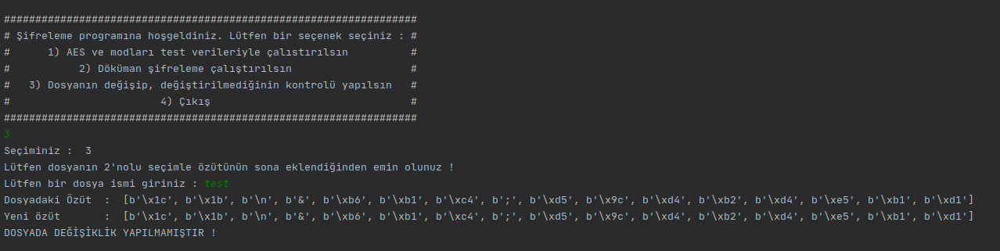 ##################################################################
# Şifreleme programına hoşgeldiniz. Lütfen bir seçenek seçiniz : #
#      1) AES ve modları test verileriyle çalıstırılsın          #
#           2) Döküman şifreleme çalıştırılsın                   #
#   3) Dosyanın değişip, değiştirilmediğinin kontrolü yapılsın   #
#                        4) Çıkış                                #
##################################################################
3
Seçiminiz :  3
Lütfen dosyanın 2'nolu seçimle özütünün sona eklendiğinden emin olunuz !
Lütfen bir dosya ismi giriniz : test
Dosyadaki Özüt  :  [b'\x1c', b'\x1b', b'\n', b'&', b'\xb6', b'\xb1', b'\xc4', b';', b'\xd5', b'\x9c', b'\xd4', b'\xb2', b'\xd4', b'\xe5', b'\xb1', b'\xd1']
Yeni özüt       :  [b'\x1c', b'\x1b', b'\n', b'&', b'\xb6', b'\xb1', b'\xc4', b';', b'\xd5', b'\x9c', b'\xd4', b'\xb2', b'\xd4', b'\xe5', b'\xb1', b'\xd1']
DOSYADA DEĞİŞİKLİK YAPILMAMIŞTIR !